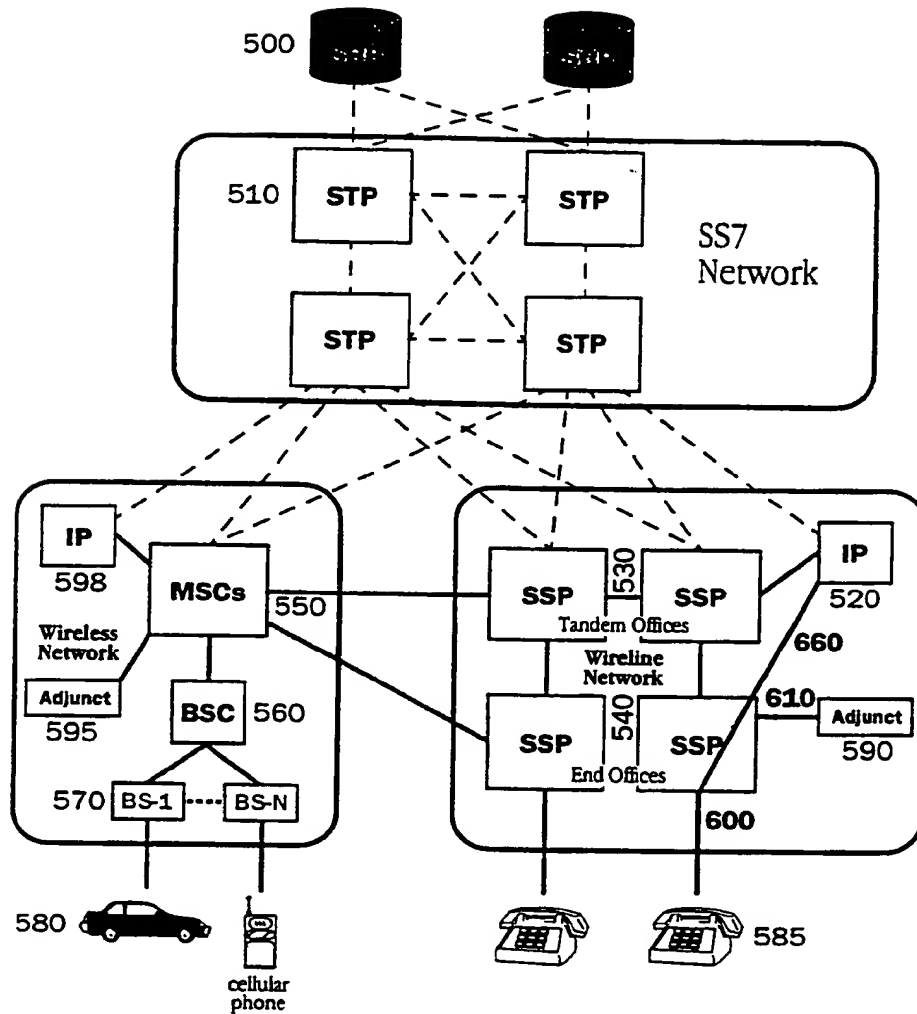 500
510
STP
STP
SS7
Network
STP
STP
IP
598
MSCs
550
Wireless
Network
Adjunct
595
BSC
560
570
BS-1
BS-N
580
cellular
phone
SSP
530
SSP
IP
520
Tandem Offices
Wireline
Network
660
540
610
SSP
SSP
Adjunct
590
End Offices
600
585